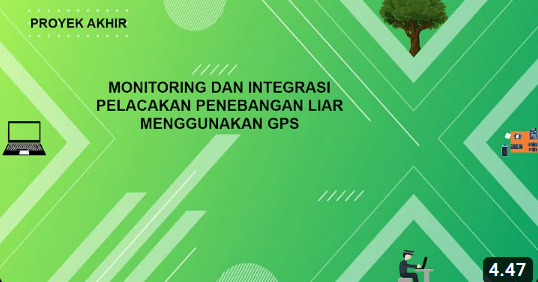 PROYEK AKHIR
MONITORING DAN INTEGRASI
PELACAKAN PENEBANGAN LIAR
MENGGUNAKAN GPS
4.47